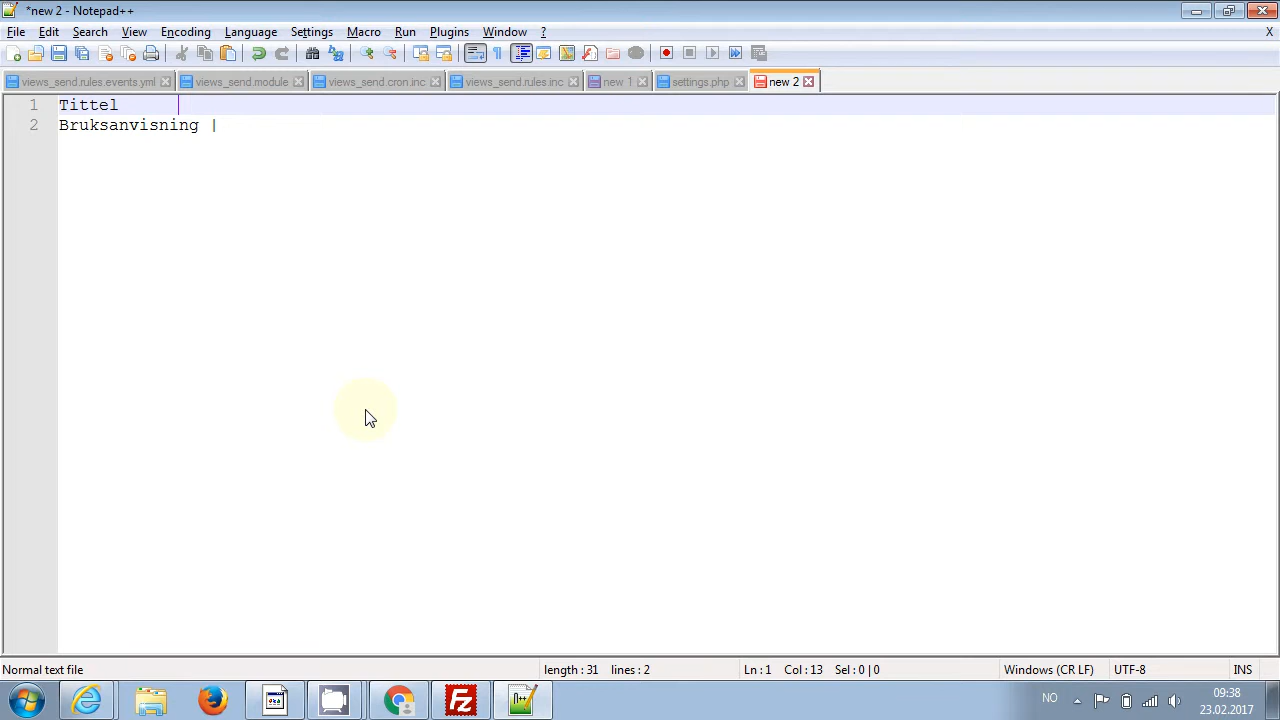 *new 2 - Notepad++
File Edit Search View Encoding Language Settings Macro Run Plugins Window ? X
views_send.rules.events.yml views_send.module views_send.cron.inc views_send.rules.inc new 1 settings.php new 2
1 Tittel
2 Bruksanvisning |
Normal text file length : 31 lines : 2 Ln : 1 Col : 13 Sel : 0 | 0 Windows (CR LF) UTF-8 INS
NO 09:38
23.02.2017